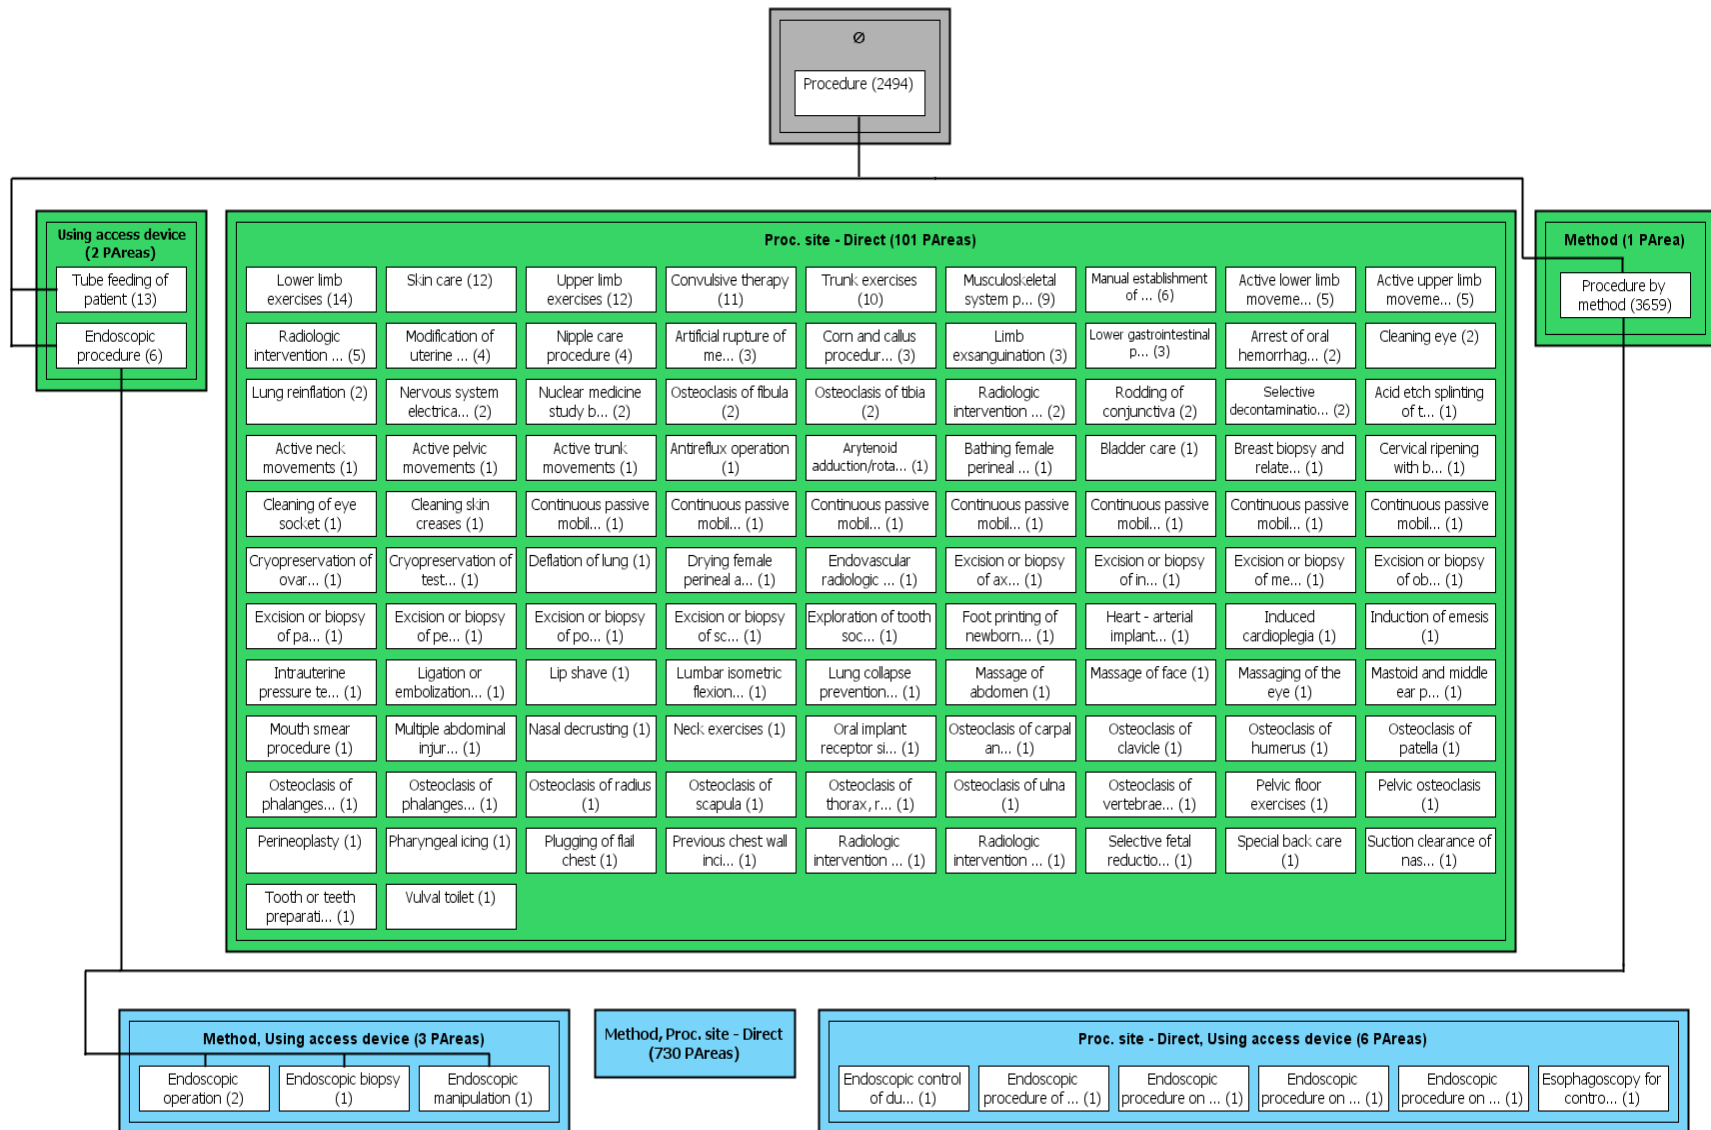 Ø
Procedure (2494)
Using access device
(2 PAreas)
Tube feeding of
patient (13)
Endoscopic
procedure (6)
Proc. site - Direct (101 PAreas)
Lower limb
exercises (14)
Skin care (12)
Upper limb
exercises (12)
Convulsive therapy
(11)
Trunk exercises
(10)
Musculoskeletal
system p... (9)
Manual establishment
of ... (6)
Active lower limb
moveme... (5)
Active upper limb
moveme... (5)
Radiologic
intervention ... (5)
Modification of
uterine ... (4)
Nipple care
procedure (4)
Artificial rupture of
me... (3)
Corn and callus
procedur... (3)
Limb
exsanguination (3)
Lower gastrointestinal
p... (3)
Arrest of oral
hemorrhag... (2)
Cleaning eye (2)
Lung reinflation (2)
Nervous system
electrica... (2)
Nuclear medicine
study b... (2)
Osteoclasis of fibula
(2)
Osteoclasis of tibia
(2)
Radiologic
intervention ... (2)
Rodding of
conjunctiva (2)
Selective
decontaminatio... (2)
Acid etch splinting
of t... (1)
Active neck
movements (1)
Active pelvic
movements (1)
Active trunk
movements (1)
Antireflux operation
(1)
Arytenoid
adduction/rota... (1)
Bathing female
perineal ... (1)
Bladder care (1)
Breast biopsy and
relate... (1)
Cervical ripening
with b... (1)
Cleaning of eye
socket (1)
Cleaning skin
creases (1)
Continuous passive
mobil... (1)
Continuous passive
mobil... (1)
Continuous passive
mobil... (1)
Continuous passive
mobil... (1)
Continuous passive
mobil... (1)
Continuous passive
mobil... (1)
Continuous passive
mobil... (1)
Cryopreservation of
ovar... (1)
Cryopreservation of
test... (1)
Deflation of lung (1)
Drying female
perineal a... (1)
Endovascular
radiologic ... (1)
Excision or biopsy
of ax... (1)
Excision or biopsy
of in... (1)
Excision or biopsy
of me... (1)
Excision or biopsy
of ob... (1)
Excision or biopsy
of pa... (1)
Excision or biopsy
of pe... (1)
Excision or biopsy
of po... (1)
Excision or biopsy
of sc... (1)
Exploration of tooth
soc... (1)
Foot printing of
newborn... (1)
Heart - arterial
implant... (1)
Induced
cardioplegia (1)
Induction of emesis
(1)
Intrauterine
pressure te... (1)
Ligation or
embolization... (1)
Lip shave (1)
Lumbar isometric
flexion... (1)
Lung collapse
prevention... (1)
Massage of
abdomen (1)
Massage of face (1)
Massaging of the
eye (1)
Mastoid and middle
ear p... (1)
Mouth smear
procedure (1)
Multiple abdominal
injur... (1)
Nasal decrusting (1)
Neck exercises (1)
Oral implant
receptor si... (1)
Osteoclasis of carpal
an... (1)
Osteoclasis of
clavicle (1)
Osteoclasis of
humerus (1)
Osteoclasis of
patella (1)
Osteoclasis of
phalanges... (1)
Osteoclasis of
phalanges... (1)
Osteoclasis of radius
(1)
Osteoclasis of
scapula (1)
Osteoclasis of
thorax, r... (1)
Osteoclasis of ulna
(1)
Osteoclasis of
vertebrae... (1)
Pelvic floor
exercises (1)
Pelvic osteoclasis
(1)
Perineoplasty (1)
Pharyngeal icing (1)
Plugging of flail
chest (1)
Previous chest wall
inci... (1)
Radiologic
intervention ... (1)
Radiologic
intervention ... (1)
Selective fetal
reductio... (1)
Special back care
(1)
Suction clearance of
nas... (1)
Tooth or teeth
preparati... (1)
Vulval toilet (1)
Method (1 PArea)
Procedure by
method (3659)
Method, Using access device (3 PAreas)
Endoscopic
operation (2)
Endoscopic biopsy
(1)
Endoscopic
manipulation (1)
Method, Proc. site - Direct
(730 PAreas)
Proc. site - Direct, Using access device (6 PAreas)
Endoscopic control
of du... (1)
Endoscopic
procedure of ... (1)
Endoscopic
procedure on ... (1)
Endoscopic
procedure on ... (1)
Endoscopic
procedure on ... (1)
Esophagoscopy for
contro... (1)